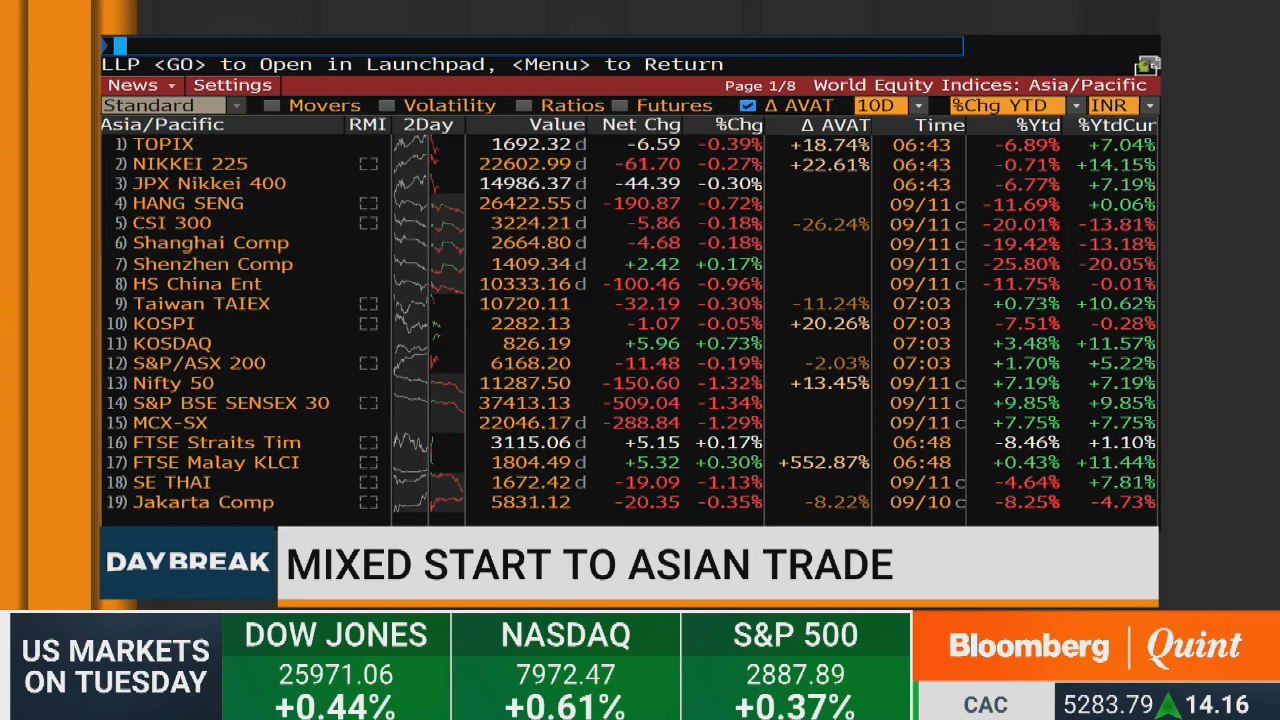 LLP <GO> to Open in Launchpad, <Menu> to Return
News Settings Page 1/8 World Equity Indices: Asia/Pacific
Standard Movers Volatility Ratios Futures Δ AVAT 10D %Chg YTD INR
Asia/Pacific RMI 2Day Value Net Chg %Chg Δ AVAT Time %Ytd %YtdCur
1) TOPIX 1692.32 d -6.59 -0.39% +18.74% 06:43 -6.89% +7.04%
2) NIKKEI 225 22602.99 d -61.70 -0.27% +22.61% 06:43 -0.71% +14.15%
3) JPX Nikkei 400 14986.37 d -44.39 -0.30% 06:43 -6.77% +7.19%
4) HANG SENG 26422.55 d -190.87 -0.72% 09/11 c -11.69% +0.06%
5) CSI 300 3224.21 d -5.86 -0.18% -26.24% 09/11 c -20.01% -13.81%
6) Shanghai Comp 2664.80 d -4.68 -0.18% 09/11 c -19.42% -13.18%
7) Shenzhen Comp 1409.34 d +2.42 +0.17% 09/11 c -25.80% -20.05%
8) HS China Ent 10333.16 d -100.46 -0.96% 09/11 c -11.75% -0.01%
9) Taiwan TAIEX 10720.11 -32.19 -0.30% -11.24% 07:03 +0.73% +10.62%
10) KOSPI 2282.13 -1.07 -0.05% +20.26% 07:03 -7.51% -0.28%
11) KOSDAQ 826.19 +5.96 +0.73% 07:03 +3.48% +11.57%
12) S&P/ASX 200 6168.20 -11.48 -0.19% -2.03% 07:03 +1.70% +5.22%
13) Nifty 50 11287.50 -150.60 -1.32% +13.45% 09/11 c +7.19% +7.19%
14) S&P BSE SENSEX 30 37413.13 -509.04 -1.34% 09/11 c +9.85% +9.85%
15) MCX-SX 22046.17 d -288.84 -1.29% 09/11 c +7.75% +7.75%
16) FTSE Straits Tim 3115.06 d +5.15 +0.17% 06:48 -8.46% +1.10%
17) FTSE Malay KLCI 1804.49 d +5.32 +0.30% +552.87% 06:48 +0.43% +11.44%
18) SE THAI 1672.42 d -19.09 -1.13% 09/11 c -4.64% +7.81%
19) Jakarta Comp 5831.12 -20.35 -0.35% -8.22% 09/10 c -8.25% -4.73%
DAYBREAK MIXED START TO ASIAN TRADE
US MARKETS
ON TUESDAY
DOW JONES
25971.06
+0.44%
NASDAQ
7972.47
+0.61%
S&P 500
2887.89
+0.37%
Bloomberg | Quint
CAC 5283.79 14.16